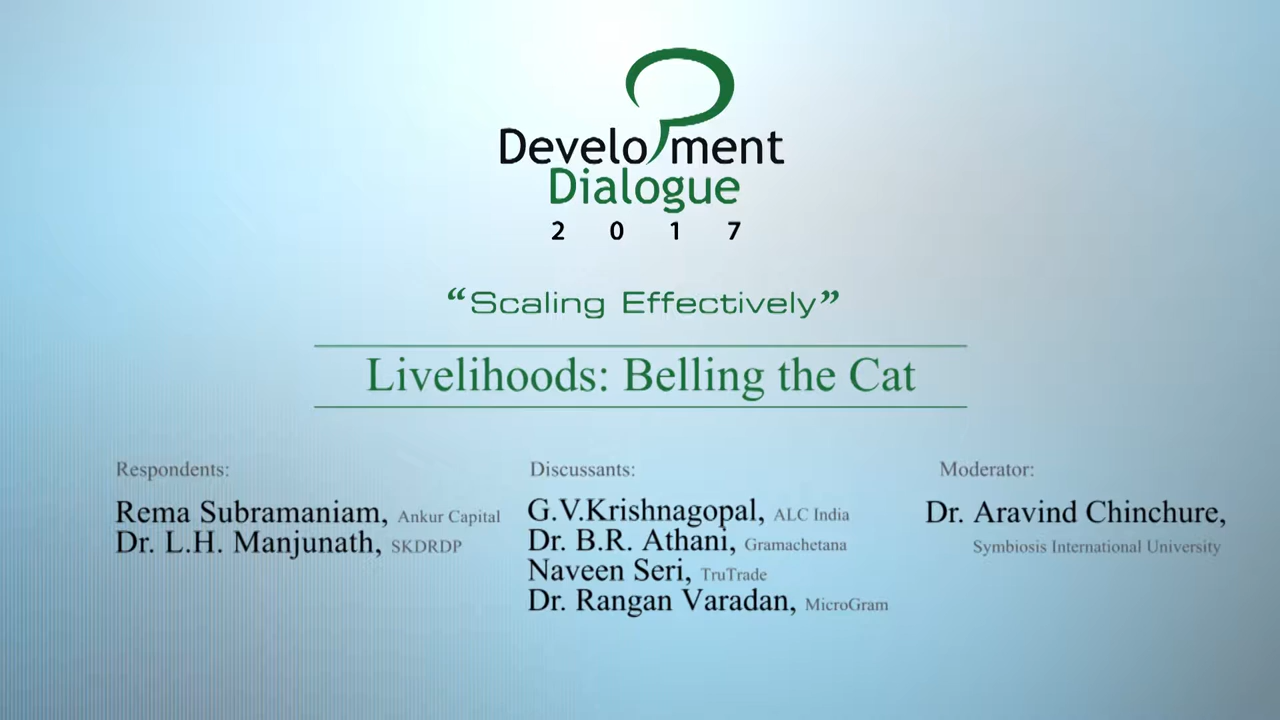 Development
Dialogue
2 0 1 7
“Scaling Effectively”
Livelihoods: Belling the Cat
Respondents:
Rema Subramaniam, Ankur Capital
Dr. L.H. Manjunath, SKDRDP
Discussants:
G.V.Krishnagopal, ALC India
Dr. B.R. Athani, Gramachetana
Naveen Seri, TruTrade
Dr. Rangan Varadan, MicroGram
Moderator:
Dr. Aravind Chinchure,
Symbiosis International University